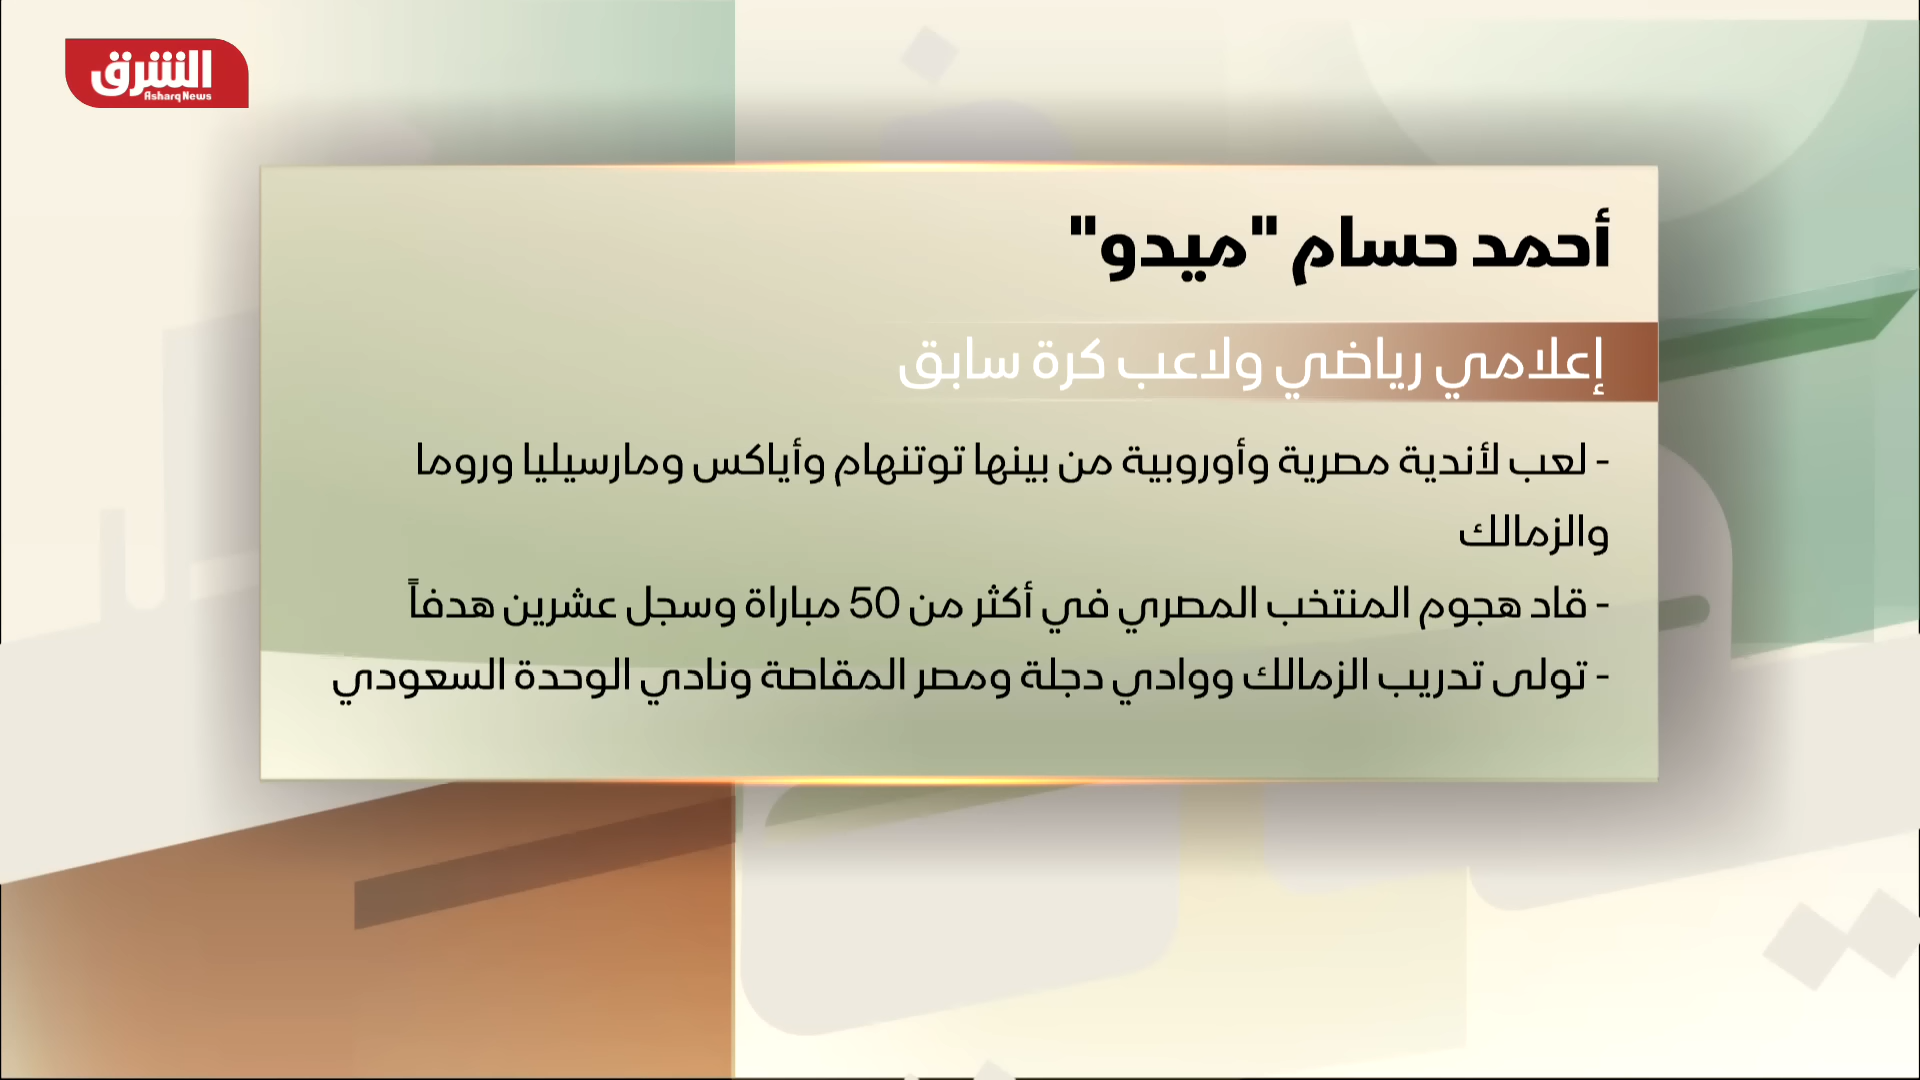 الشرق
Asharq News
أحمد حسام "ميدو"
إعلامي رياضي ولاعب كرة سابق
- لعب لأندية مصرية وأوروبية من بينها توتنهام وأياكس ومارسيليا وروما
والزمالك
- قاد هجوم المنتخب المصري في أكثر من 50 مباراة وسجل عشرين هدفاً
- تولى تدريب الزمالك ووادي دجلة ومصر المقاصة ونادي الوحدة السعودي